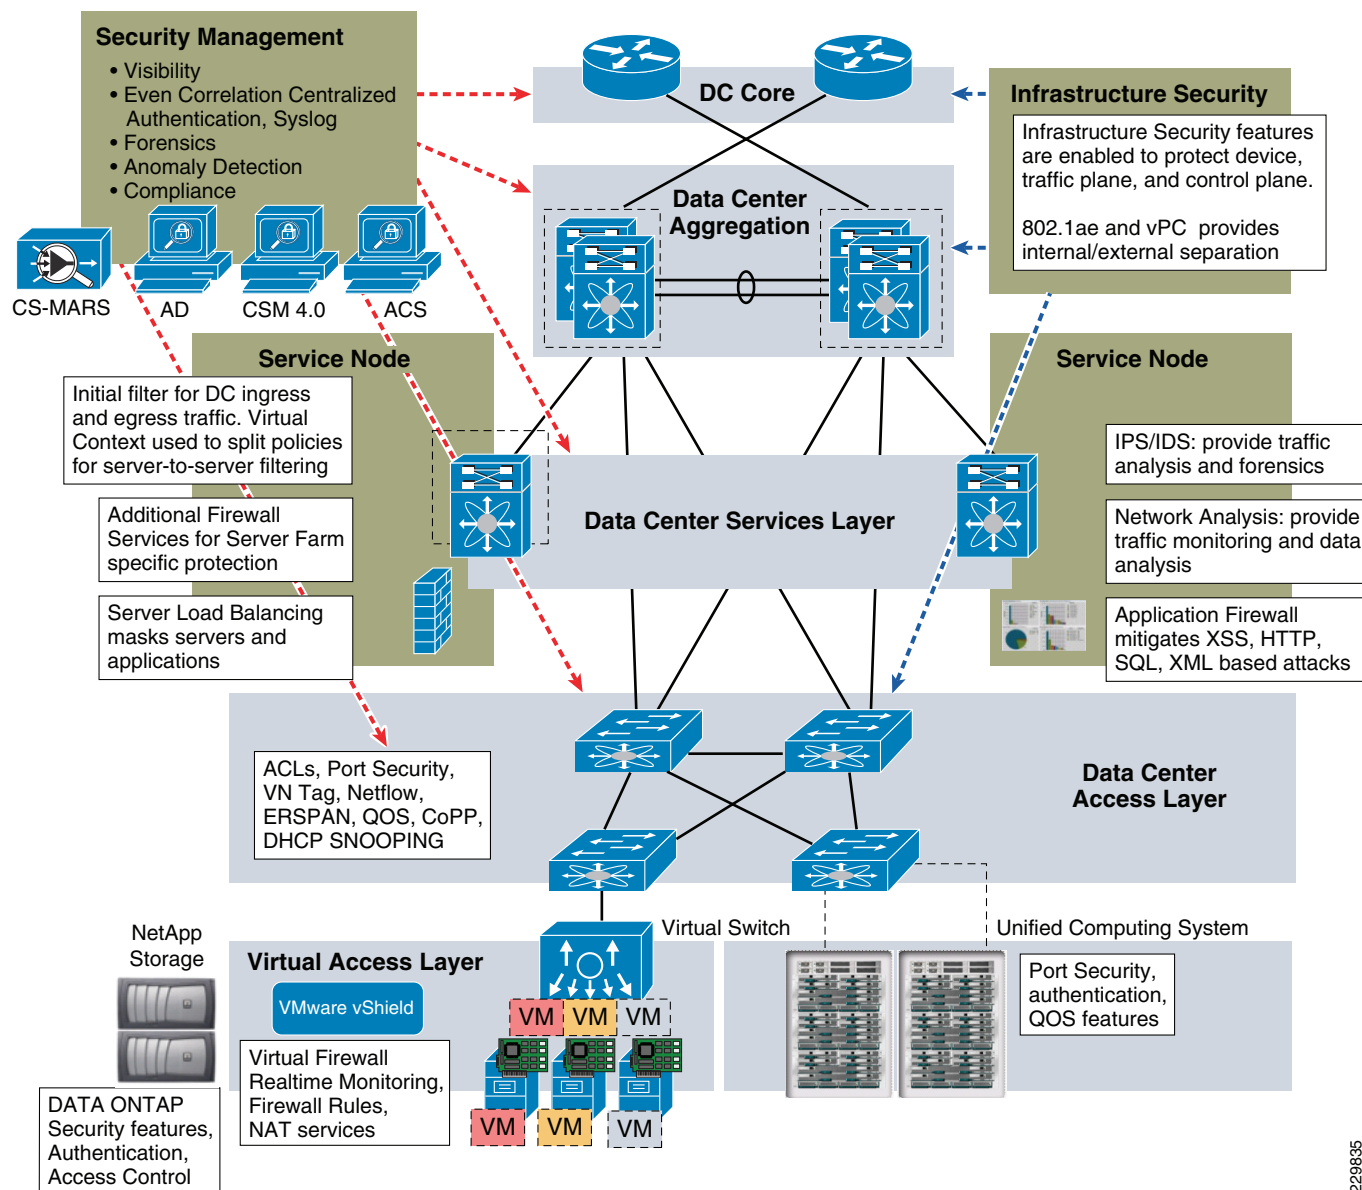 Security Management
• Visibility
• Even Correlation Centralized
Authentication, Syslog
• Forensics
• Anomaly Detection
• Compliance
CS-MARS
AD
CSM 4.0
ACS
DC Core
Infrastructure Security
Infrastructure Security features
are enabled to protect device,
traffic plane, and control plane.
802.1ae and vPC provides
internal/external separation
Data Center
Aggregation
Service Node
Initial filter for DC ingress
and egress traffic. Virtual
Context used to split policies
for server-to-server filtering
Additional Firewall
Services for Server Farm
specific protection
Server Load Balancing
masks servers and
applications
Data Center Services Layer
Service Node
IPS/IDS: provide traffic
analysis and forensics
Network Analysis: provide
traffic monitoring and data
analysis
Application Firewall
mitigates XSS, HTTP,
SQL, XML based attacks
ACLs, Port Security,
VN Tag, Netflow,
ERSPAN, QOS, CoPP,
DHCP SNOOPING
Data Center
Access Layer
NetApp
Storage
DATA ONTAP
Security features,
Authentication,
Access Control
Virtual Access Layer
VMware vShield
Virtual Firewall
Realtime Monitoring,
Firewall Rules,
NAT services
Virtual Switch
VM
VM
VM
VM
VM
VM
Unified Computing System
Port Security,
authentication,
QOS features
229835